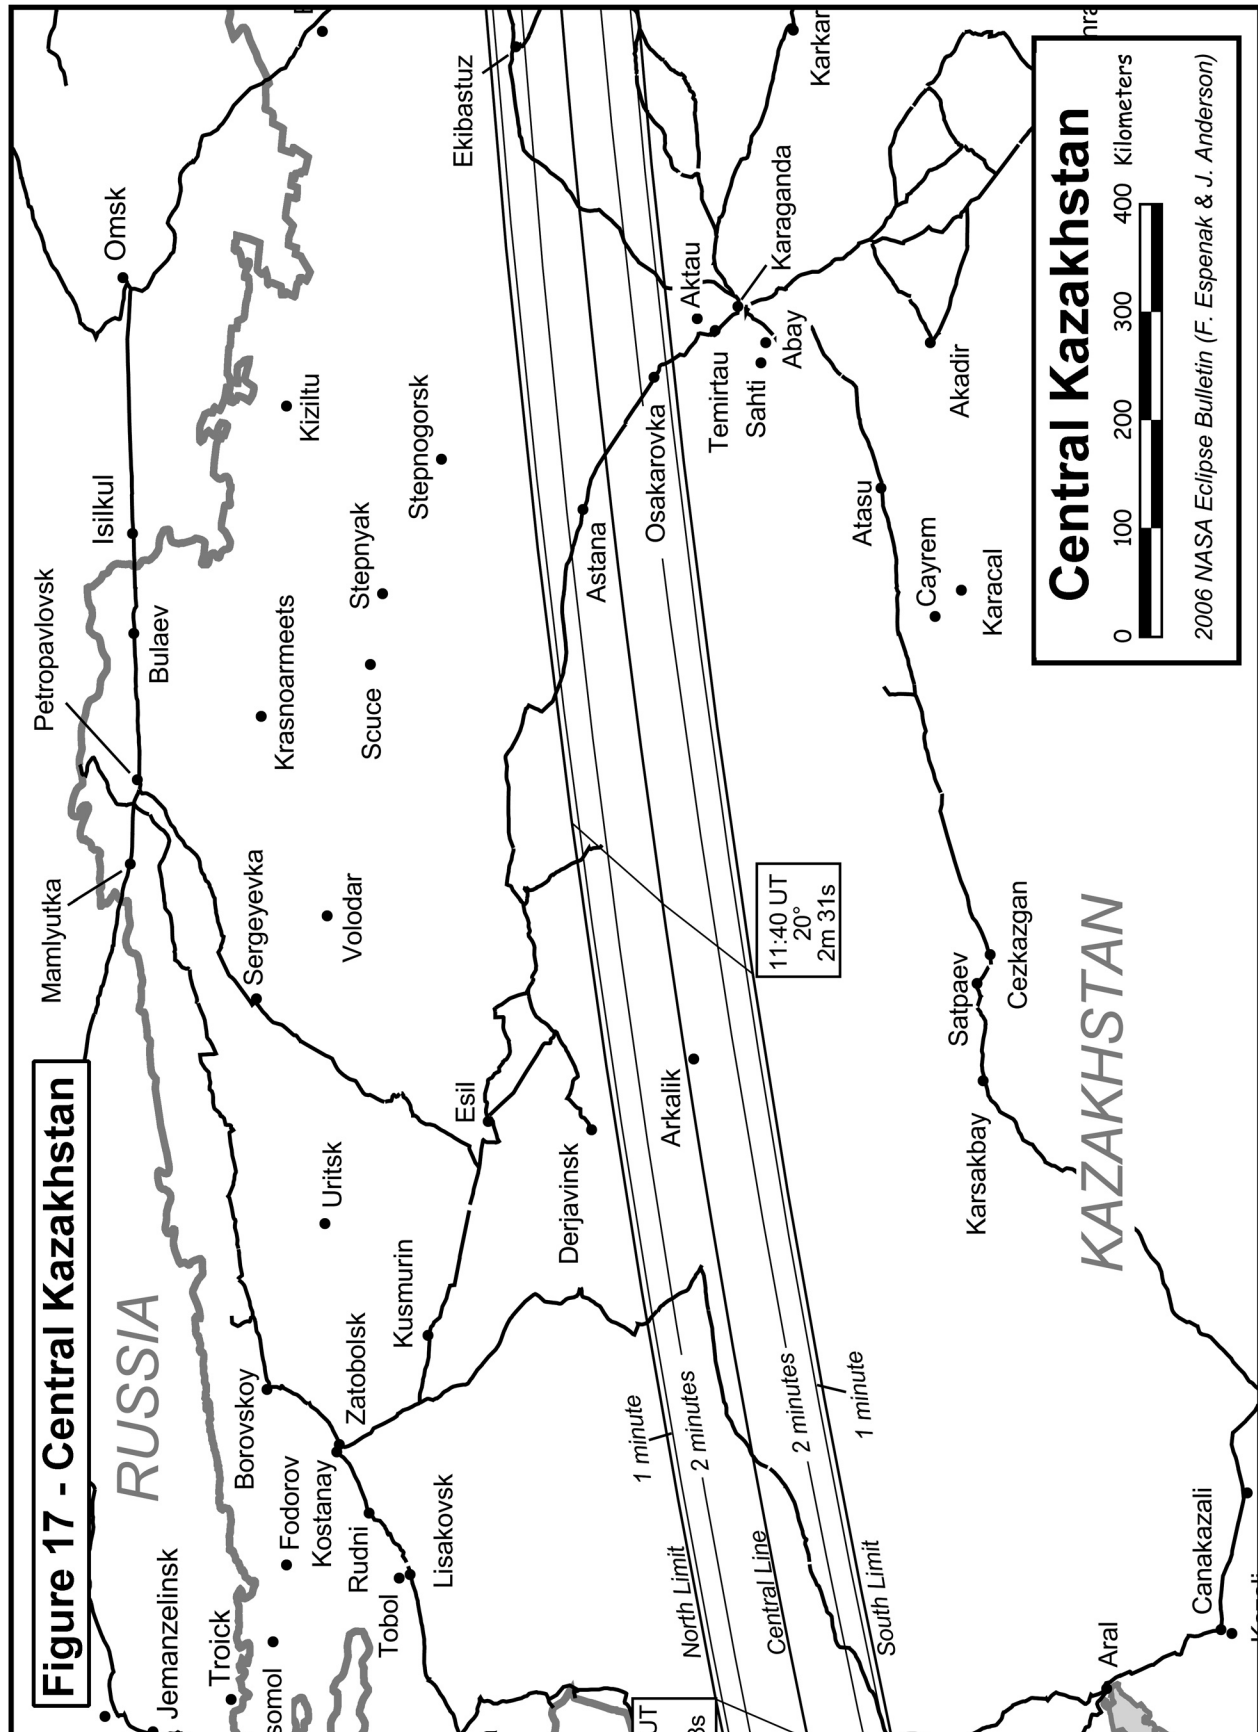 Figure 17 - Central Kazakhstan
RUSSIA
KAZAKHSTAN
Jemanzelinsk
Troick
somol
Borovskoy
Fodorov
Kostanay
Zatobolsk
Rudni
Tobol
Lisakovsk
Kusmurin
Uritsk
Mamlyutka
Petropavlovsk
Sergeyevka
Volodar
Bulaev
Isilkul
Omsk
Krasnoarmeets
Scuce
Stepnyak
Kiziltu
Stepnogorsk
Ekibastuz
Esil
Derjavinsk
Arkalik
Astana
Osakarovka
Aktau
Temirtau
Karaganda
Sahti
Abay
Karkar
Akadir
Atasu
Cayrem
Karacal
Satpaev
Cezkazgan
Karsakbay
Aral
Canakazali
North Limit
1 minute
2 minutes
Central Line
2 minutes
1 minute
South Limit
11:40 UT
20°
2m 31s
UT
3s
Central Kazakhstan
0 100 200 300 400 Kilometers
2006 NASA Eclipse Bulletin (F. Espenak & J. Anderson)